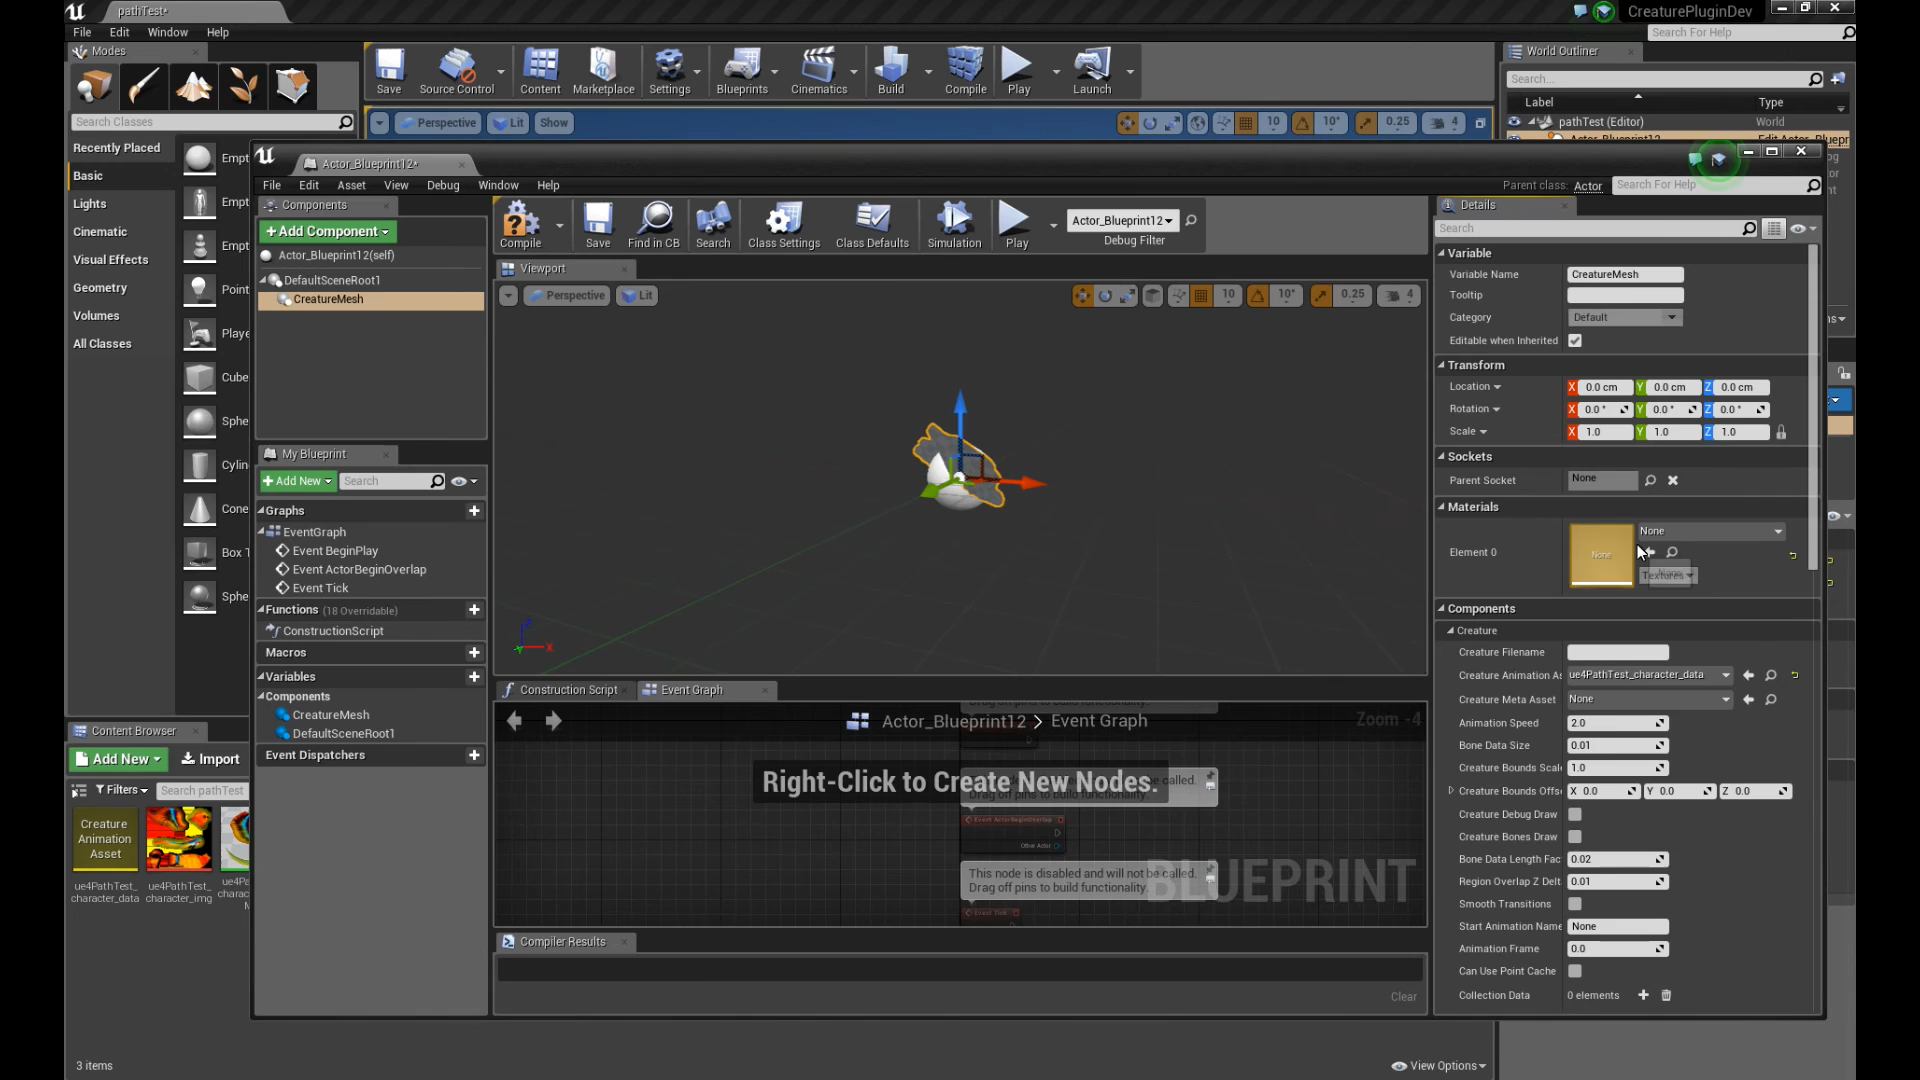 pathTest*
CreaturePluginDev
File Edit Window Help
Search For Help
Modes
Save
Source Control
Content
Marketplace
Settings
Blueprints
Cinematics
Build
Compile
Play
Launch
World Outliner
Search...
Label
Type
pathTest (Editor)
World
Search Classes
Perspective
Lit
Show
10
10°
0.25
4
Recently Played
Basic
Lights
Cinematic
Visual Effects
Geometry
Volumes
All Classes
Actor_Blueprint12*
File Edit Asset View Debug Window Help
Parent class: Actor
Search For Help
Components
+Add Component
Actor_Blueprint12(self)
DefaultSceneRoot1
CreatureMesh
Compile
Save
Find in CB
Search
Class Settings
Class Defaults
Simulation
Play
Actor_Blueprint12
Debug Filter
Viewport
Perspective
Lit
10
10°
0.25
4
My Blueprint
+Add New
Search
Graphs
EventGraph
Event BeginPlay
Event ActorBeginOverlap
Event Tick
Functions (18 Overridable)
ConstructionScript
Macros
Variables
Components
CreatureMesh
DefaultSceneRoot1
Event Dispatchers
Construction Script
Event Graph
Actor_Blueprint12 > Event Graph
Zoom -4
Right-Click to Create New Nodes.
be called.
Drag off pins to build functionality.
Event ActorBeginOverlap
Other Actor
This node is disabled and will not be called.
Drag off pins to build functionality.
Event Tick
BLUEPRINT
Compiler Results
Clear
Details
Search
Variable
Variable Name CreatureMesh
Tooltip
Category Default
Editable when Inherited
Transform
Location X 0.0 cm Y 0.0 cm Z 0.0 cm
Rotation X 0.0 ° Y 0.0 ° Z 0.0 °
Scale X 1.0 Y 1.0 Z 1.0
Sockets
Parent Socket None
Materials
Element 0
None
None
Textures
Components
Creature
Creature Filename
Creature Animation As ue4PathTest_character_data
Creature Meta Asset None
Animation Speed 2.0
Bone Data Size 0.01
Creature Bounds Scale 1.0
Creature Bounds Offse X 0.0 Y 0.0 Z 0.0
Creature Debug Draw
Creature Bones Draw
Bone Data Length Fac 0.02
Region Overlap Z Delt 0.01
Smooth Transitions
Start Animation Name None
Animation Frame 0.0
Can Use Point Cache
Collection Data 0 elements
Content Browser
Add New
Import
Filters
Search pathTest
Creature
Animation
Asset
ue4PathTest_
character_data
ue4PathTest_
character_img
3 items
View Options